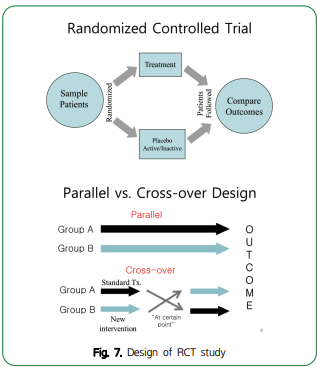 Randomized Controlled Trial
Sample
Patients
Randomized
Treatment
Placebo
Active/Inactive
Patients
Followed
Compare
Outcomes
Parallel vs. Cross-over Design
Parallel
Group A
Group B
Cross-over
Group A
Standard Tx.
Group B
New
intervention
"At certain
point"
OUTCOME
Fig. 7. Design of RCT study